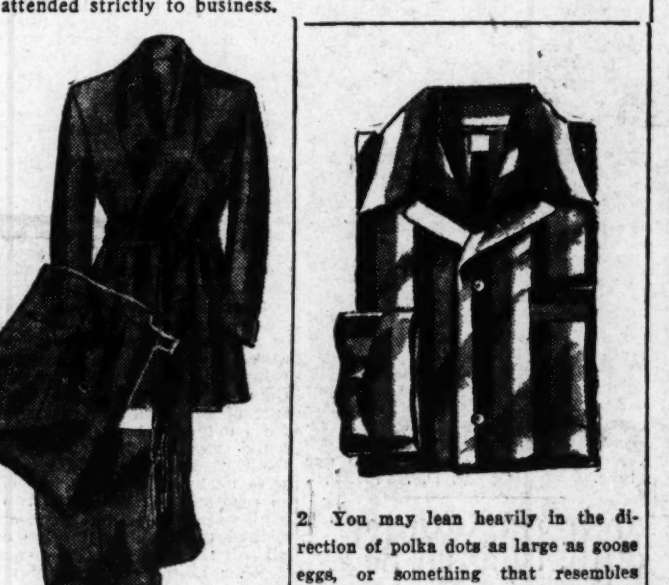 attended strictly to business.
2. You may lean heavily in the di-
rection of polka dots as large as goose
eggs, or something that resembles